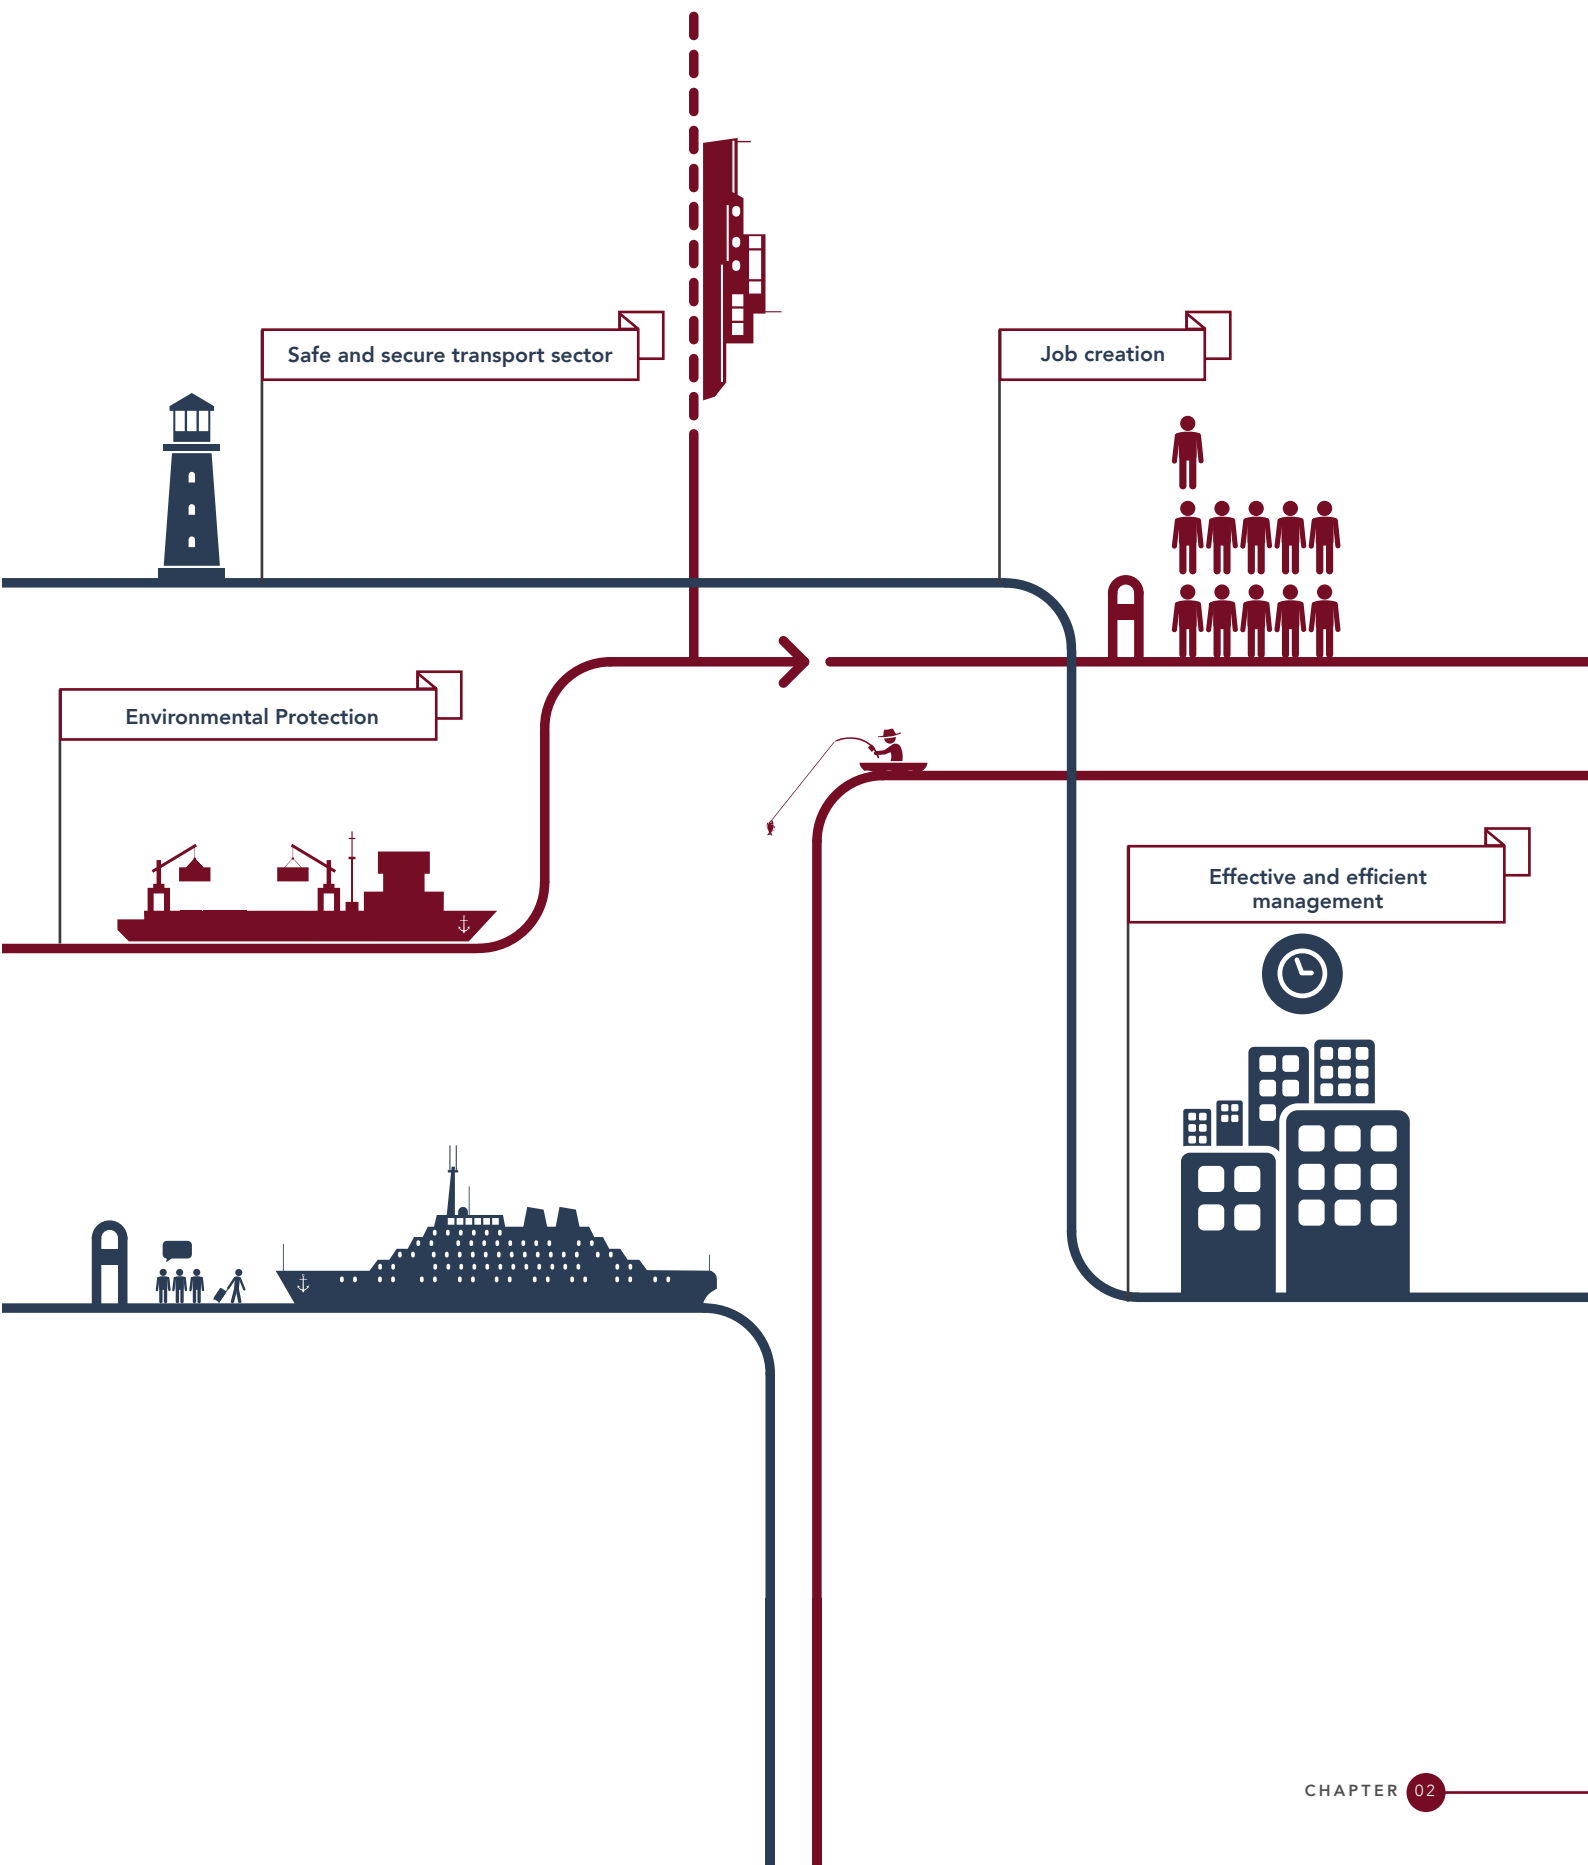 Safe and secure transport sector
Job creation
Environmental Protection
Effective and efficient
management
CHAPTER 02